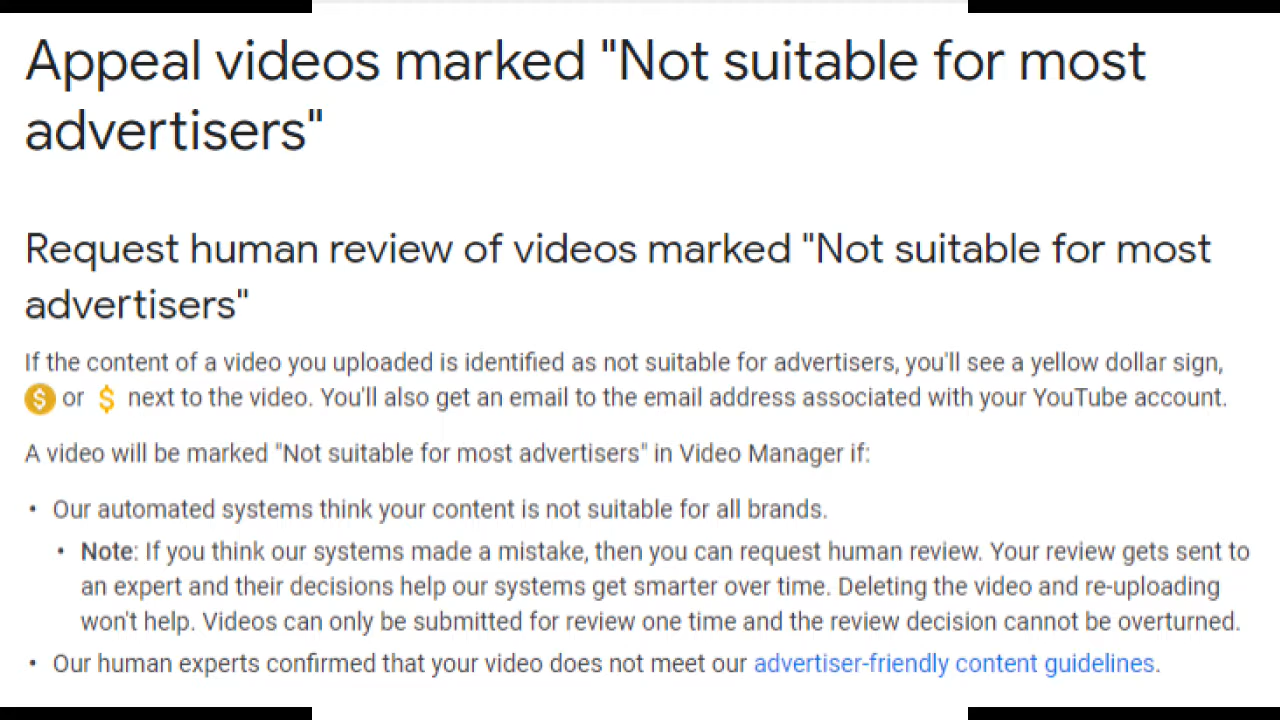 Appeal videos marked "Not suitable for most
advertisers"
Request human review of videos marked "Not suitable for most
advertisers"
If the content of a video you uploaded is identified as not suitable for advertisers, you'll see a yellow dollar sign,
$ or $ next to the video. You'll also get an email to the email address associated with your YouTube account.
A video will be marked "Not suitable for most advertisers" in Video Manager if:
• Our automated systems think your content is not suitable for all brands.
• Note: If you think our systems made a mistake, then you can request human review. Your review gets sent to
an expert and their decisions help our systems get smarter over time. Deleting the video and re-uploading
won't help. Videos can only be submitted for review one time and the review decision cannot be overturned.
• Our human experts confirmed that your video does not meet our advertiser-friendly content guidelines.